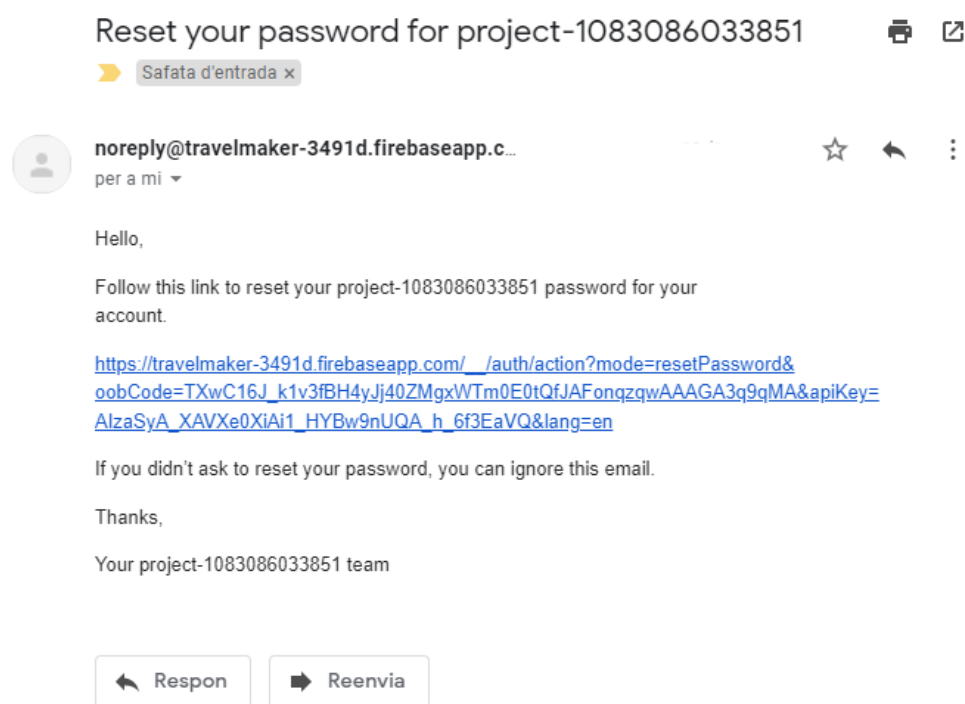 Reset your password for project-1083086033851
Safata d'entrada ×
noreply@travelmaker-3491d.firebaseapp.c...
per a mi
Hello,
Follow this link to reset your project-1083086033851 password for your
account.
https://travelmaker-3491d.firebaseapp.com/__/auth/action?mode=resetPassword&
oobCode=TXwC16J_k1v3fBH4yJj40ZMgxWTm0E0tQfJAFonqzqwAAAGA3q9qMA&apiKey=
AIzaSyA_XAVXe0XiAi1_HYBw9nUQA_h_6f3EaVQ&lang=en
If you didn’t ask to reset your password, you can ignore this email.
Thanks,
Your project-1083086033851 team
Respon Reenvia